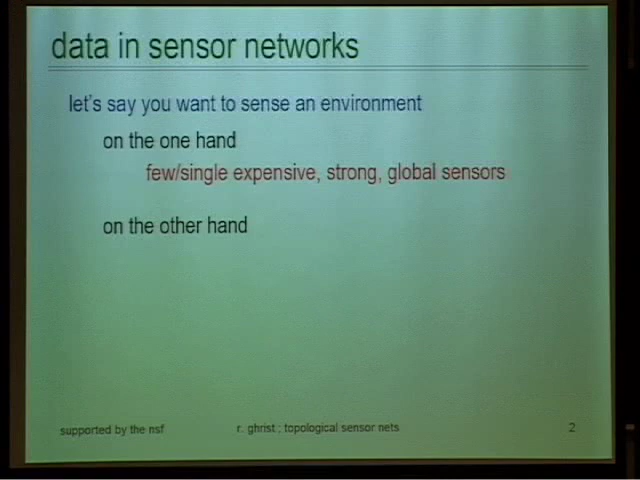 data in sensor networks
let's say you want to sense an environment
on the one hand
few/single expensive, strong, global sensors
on the other hand
supported by the nsf r. ghrist ; topological sensor nets 2